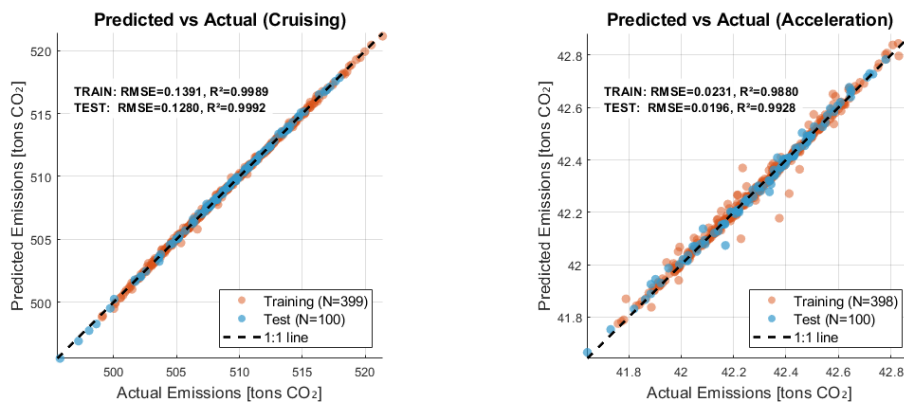 Predicted vs Actual (Cruising)
520
515
510
505
500
Predicted Emissions [tons CO₂]
TRAIN: RMSE=0.1391, R²=0.9989
TEST: RMSE=0.1280, R²=0.9992
Training (N=399)
Test (N=100)
1:1 line
500 505 510 515 520
Actual Emissions [tons CO₂]
Predicted vs Actual (Acceleration)
42.8
42.6
42.4
42.2
42
41.8
Predicted Emissions [tons CO₂]
TRAIN: RMSE=0.0231, R²=0.9880
TEST: RMSE=0.0196, R²=0.9928
Training (N=398)
Test (N=100)
1:1 line
41.8 42 42.2 42.4 42.6 42.8
Actual Emissions [tons CO₂]